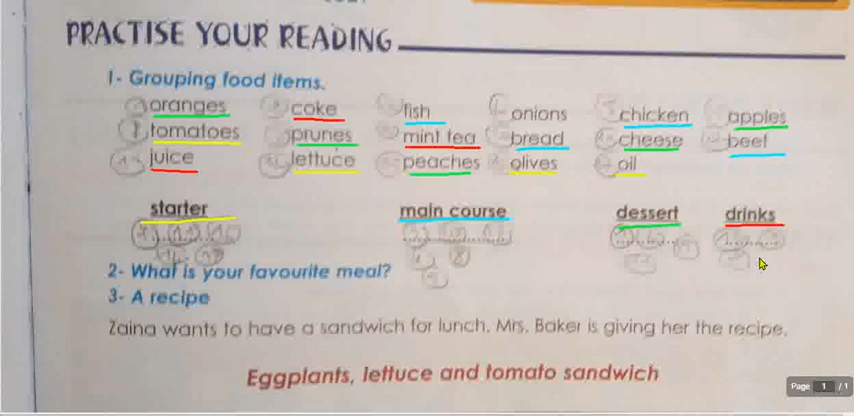 PRACTISE YOUR READING
1- Grouping food items.
oranges coke fish onions chicken apples
tomatoes prunes mint tea bread cheese beef
juice lettuce peaches olives oil
starter main course dessert drinks
2- What is your favourite meal?
3- A recipe
Zaina wants to have a sandwich for lunch. Mrs. Baker is giving her the recipe.
Eggplants, lettuce and tomato sandwich
Page 1 / 1